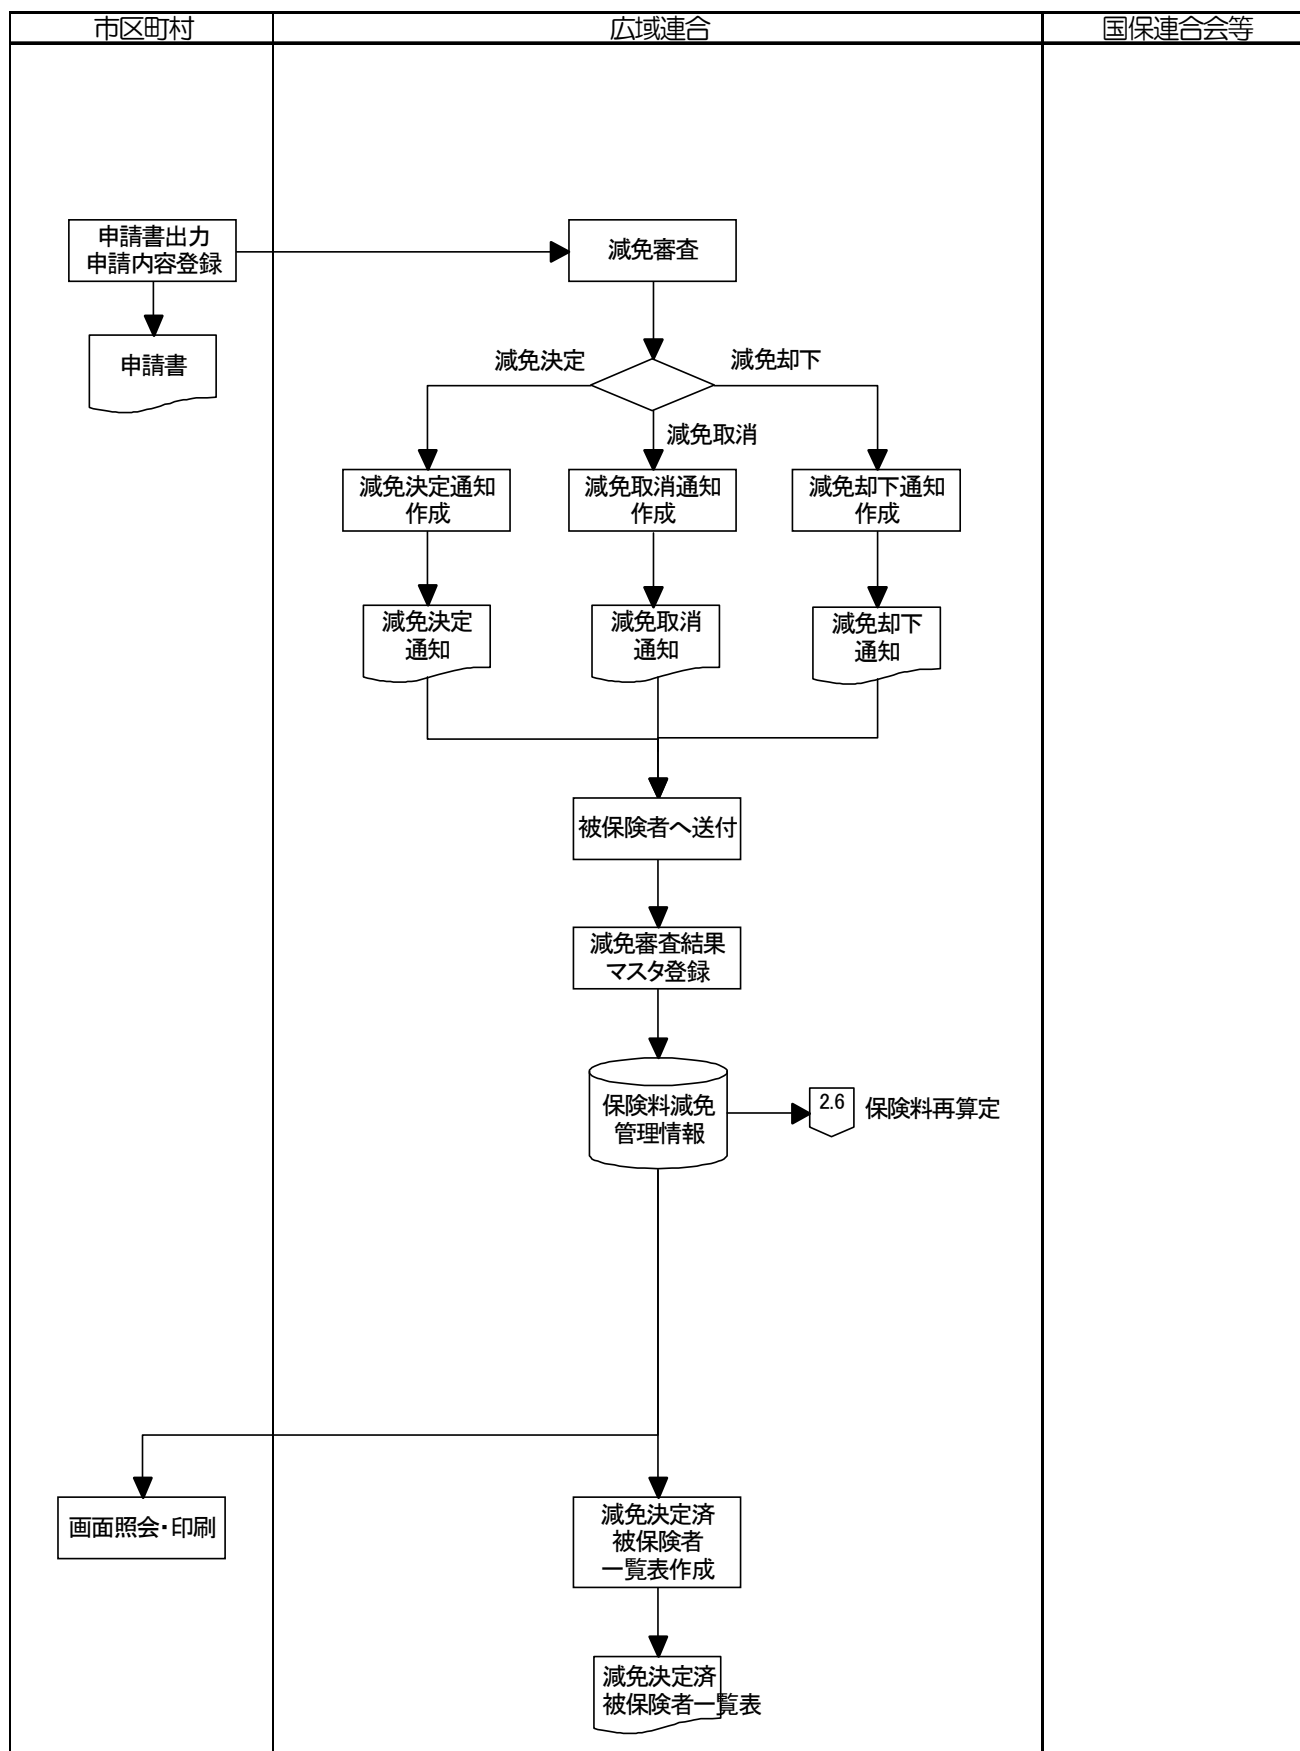 市区町村
広域連合
国保連合会等
申請書出力
申請内容登録
減免審査
申請書
減免決定
減免却下
減免取消
減免決定通知
作成
減免取消通知
作成
減免却下通知
作成
減免決定
通知
減免取消
通知
減免却下
通知
被保険者へ送付
減免審査結果
マスタ登録
保険料減免
管理情報
2.6
保険料再算定
画面照会・印刷
減免決定済
被保険者
一覧表作成
減免決定済
被保険者一覧表